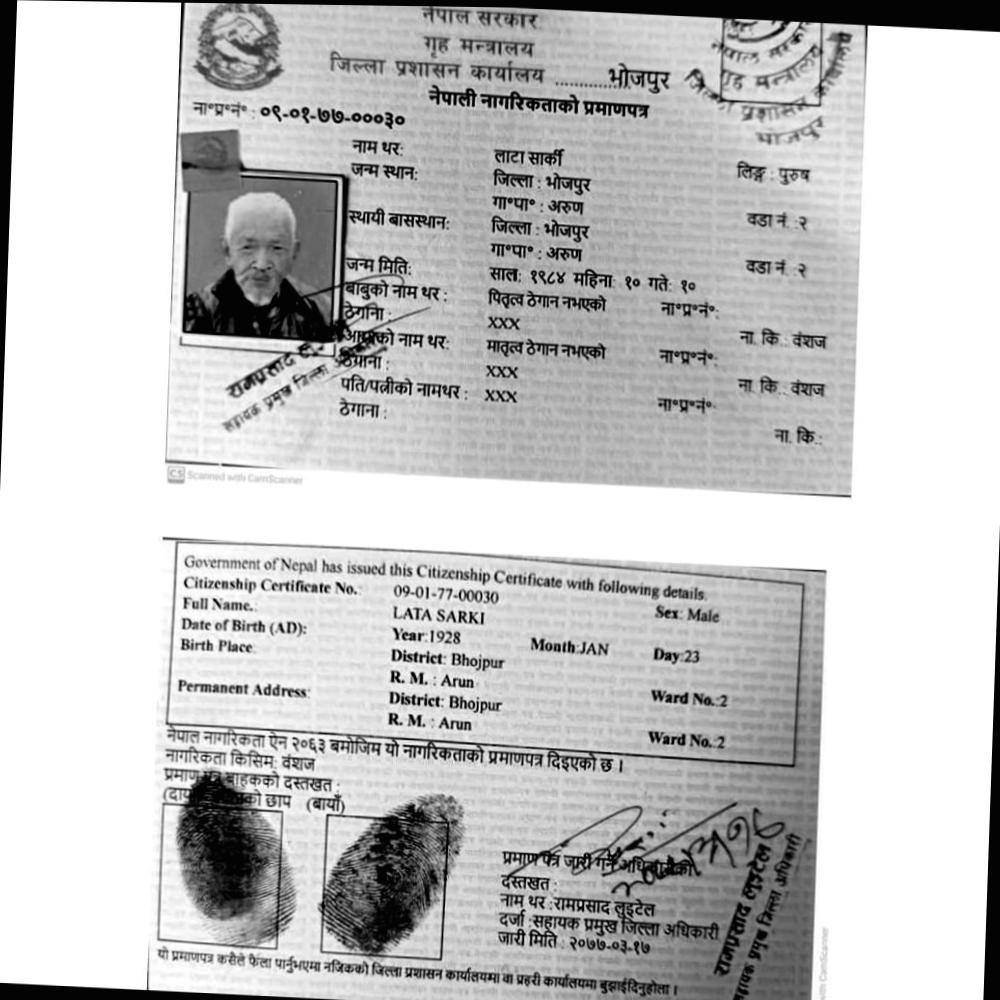 नेपाल सरकार
गृह मन्त्रालय
जिल्ला प्रशासन कार्यालय ................ भोजपुर
नेपाली नागरिकताको प्रमाणपत्र
नेपाल सरकार
गृह मन्त्रालय
जिल्ला प्रशासन कार्यालय
भोजपुर
ना°प्र°नं° : ०९-०१-७७-०००३०
नाम थर: लाटा सार्की लिङ्ग : पुरुष
जन्म स्थान: जिल्ला : भोजपुर
गा°पा° : अरुण वडा नं. :२
स्थायी बासस्थान: जिल्ला : भोजपुर
गा°पा° : अरुण वडा नं. :२
जन्म मिति: साल: १९८४ महिना: १० गते: १०
बाबुको नाम थर : पितृत्व ठेगान नभएको ना°प्र°नं°:
ठेगाना : XXX ना. कि.: वंशज
आमाको नाम थर: मातृत्व ठेगान नभएको ना°प्र°नं°:
ठेगाना: XXX ना. कि.: वंशज
पति/पत्नीको नामथर : XXX ना°प्र°नं°:
ठेगाना : ना. कि.:
रामप्रसाद लुइटेल
सहायक प्रमुख जिल्ला अधिकारी
CS Scanned with CamScanner
Government of Nepal has issued this Citizenship Certificate with following details.
Citizenship Certificate No.: 09-01-77-00030 Sex: Male
Full Name.: LATA SARKI
Date of Birth (AD): Year:1928 Month:JAN Day:23
Birth Place: District: Bhojpur
R. M. : Arun Ward No.:2
Permanent Address: District: Bhojpur
R. M. : Arun Ward No.:2
नेपाल नागरिकता ऐन २०६३ बमोजिम यो नागरिकताको प्रमाणपत्र दिइएको छ ।
नागरिकता किसिम: वंशज
प्रमाण पत्र बाहकको दस्तखत :
छाप (बायाँ)
प्रमाण पत्र जारी गर्ने अधिकारीको
दस्तखत :
नाम थर :रामप्रसाद लुइटेल
दर्जा :सहायक प्रमुख जिल्ला अधिकारी
जारी मिति : २०७७-०३-१७
रामप्रसाद लुइटेल
सहायक प्रमुख जिल्ला अधिकारी
यो प्रमाणपत्र कसैले फेला पार्नुभएमा नजिकको जिल्ला प्रशासन कार्यालयमा वा प्रहरी कार्यालयमा बुझाईदिनुहोला ।